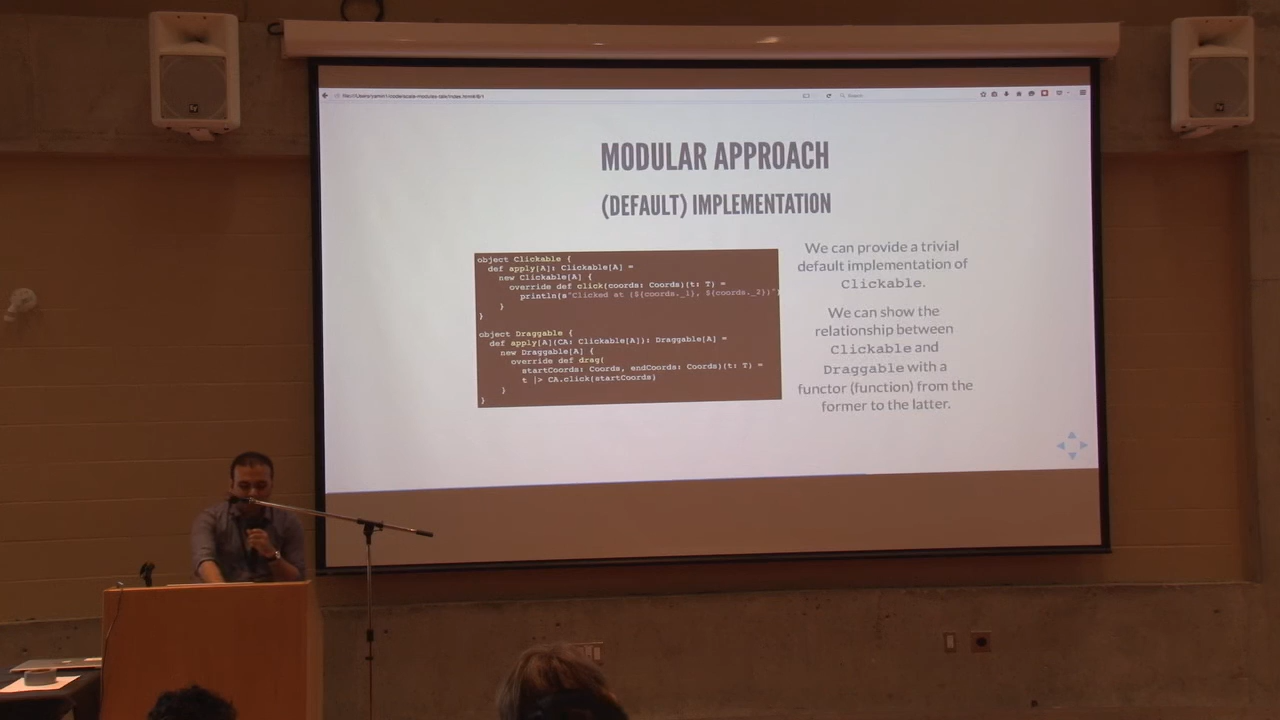 MODULAR APPROACH
(DEFAULT) IMPLEMENTATION
object Clickable {
def apply[A]: Clickable[A] =
new Clickable[A] {
override def click(coords: Coords)(t: T) =
println(s"Clicked at (${coords._1}, ${coords._2})")
}
}
object Draggable {
def apply[A](CA: Clickable[A]): Draggable[A] =
new Draggable[A] {
override def drag(
startCoords: Coords, endCoords: Coords)(t: T) =
t |> CA.click(startCoords)
}
}
We can provide a trivial
default implementation of
Clickable.
We can show the
relationship between
Clickable and
Draggable with a
functor (function) from the
former to the latter.